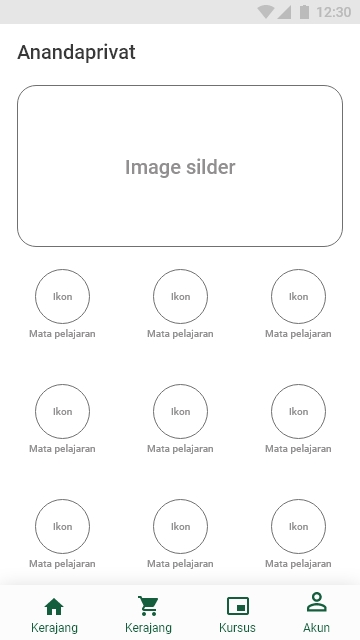 12:30
Anandaprivat
Image silder
Ikon Ikon Ikon
Mata pelajaran Mata pelajaran Mata pelajaran
Ikon Ikon Ikon
Mata pelajaran Mata pelajaran Mata pelajaran
Ikon Ikon Ikon
Mata pelajaran Mata pelajaran Mata pelajaran
Kerajang Kerajang Kursus Akun